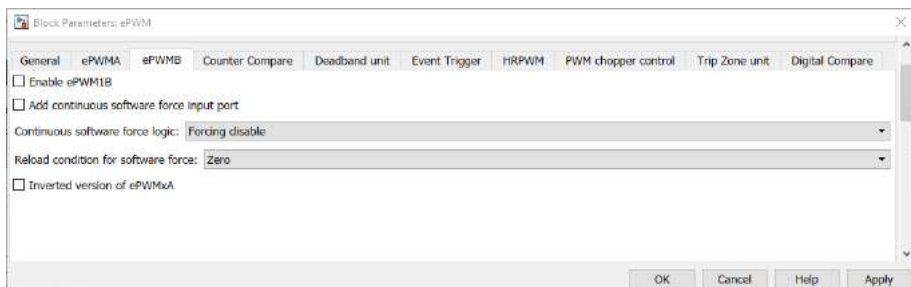 Block Parameters: ePWM
General ePWMA ePWMB Counter Compare Deadband unit Event Trigger HRPWM PWM chopper control Trip Zone unit Digital Compare
Enable ePWM1B
Add continuous software force input port
Continuous software force logic: Forcing disable
Reload condition for software force: Zero
Inverted version of ePWMxA
OK Cancel Help Apply